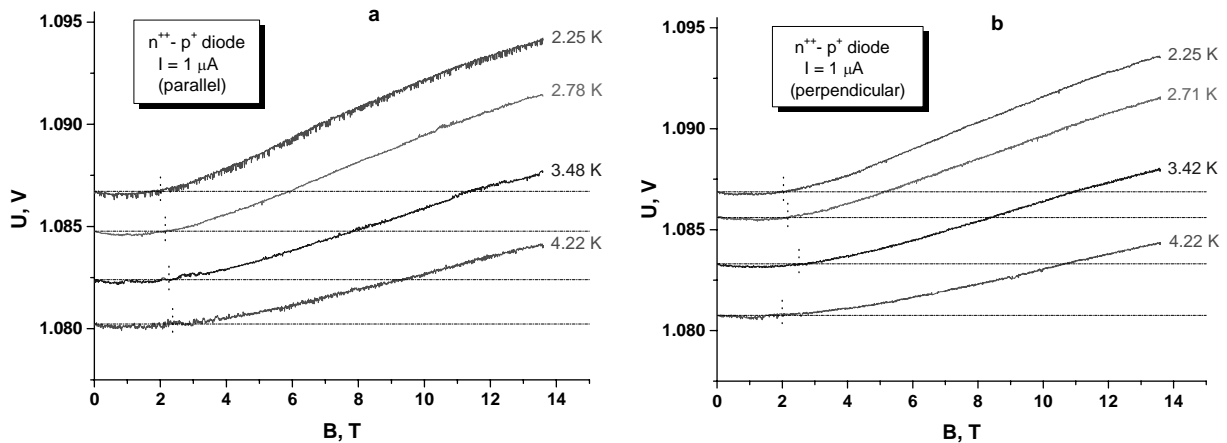 a
n++- p+ diode
I = 1 μA
(parallel)
2.25 K
2.78 K
3.48 K
4.22 K
1.095
1.090
1.085
1.080
U, V
0 2 4 6 8 10 12 14
B, T
b
n++- p+ diode
I = 1 μA
(perpendicular)
2.25 K
2.71 K
3.42 K
4.22 K
1.095
1.090
1.085
1.080
U, V
0 2 4 6 8 10 12 14
B, T